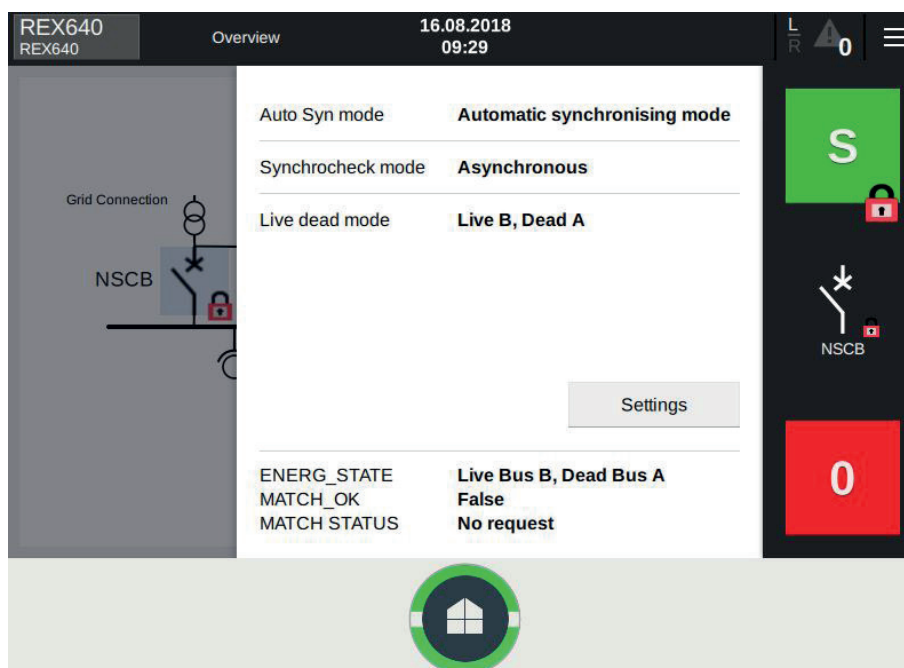 REX640
REX640
Overview
16.08.2018
09:29
L
R
0
Auto Syn mode Automatic synchronising mode
Synchrocheck mode Asynchronous
Live dead mode Live B, Dead A
Grid Connection
NSCB
S
NSCB
Settings
ENERG_STATE Live Bus B, Dead Bus A
MATCH_OK False
MATCH STATUS No request
0